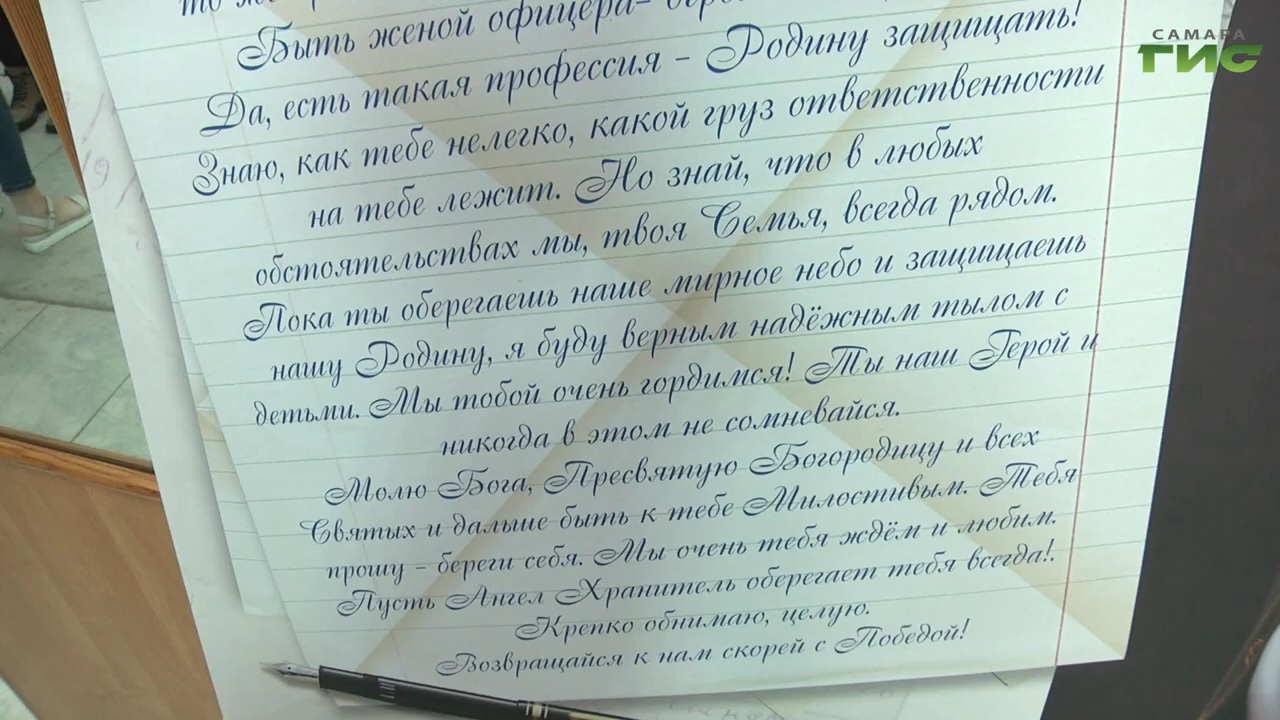 Быть женой офицера-
Да, есть такая профессия - Родину защищать!
Знаю, как тебе нелегко, какой груз ответственности
на тебе лежит. Но знай, что в любых
обстоятельствах мы, твоя Семья, всегда рядом.
Пока ты оберегаешь наше мирное небо и защищаешь
нашу Родину, я буду верным надёжным тылом с
детьми. Мы тобой очень гордимся! Ты наш Герой и
никогда в этом не сомневайся.
Молю Бога, Пресвятую Богородицу и всех
Святых и дальше быть к тебе Милостивым. Тебя
прошу - береги себя. Мы очень тебя ждём и любим.
Пусть Ангел Хранитель оберегает тебя всегда!.
Крепко обнимаю, целую.
Возвращайся к нам скорей с Победой!
САМАРА
ГИС